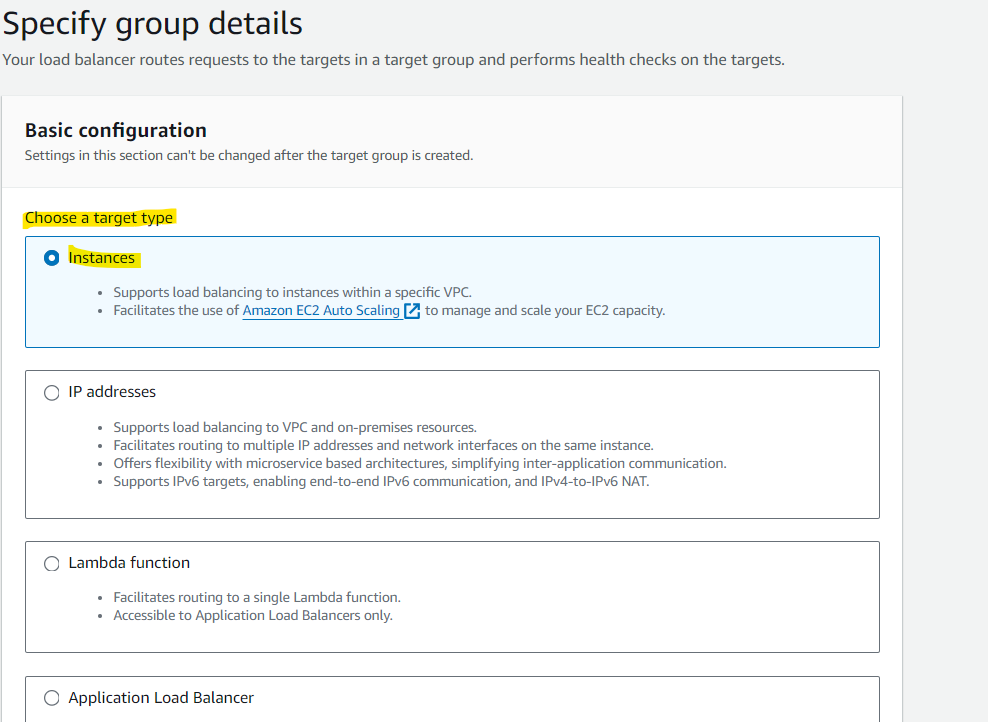 Specify group details
Your load balancer routes requests to the targets in a target group and performs health checks on the targets.
Basic configuration
Settings in this section can't be changed after the target group is created.
Choose a target type
Instances
• Supports load balancing to instances within a specific VPC.
• Facilitates the use of Amazon EC2 Auto Scaling to manage and scale your EC2 capacity.
IP addresses
• Supports load balancing to VPC and on-premises resources.
• Facilitates routing to multiple IP addresses and network interfaces on the same instance.
• Offers flexibility with microservice based architectures, simplifying inter-application communication.
• Supports IPv6 targets, enabling end-to-end IPv6 communication, and IPv4-to-IPv6 NAT.
Lambda function
• Facilitates routing to a single Lambda function.
• Accessible to Application Load Balancers only.
Application Load Balancer